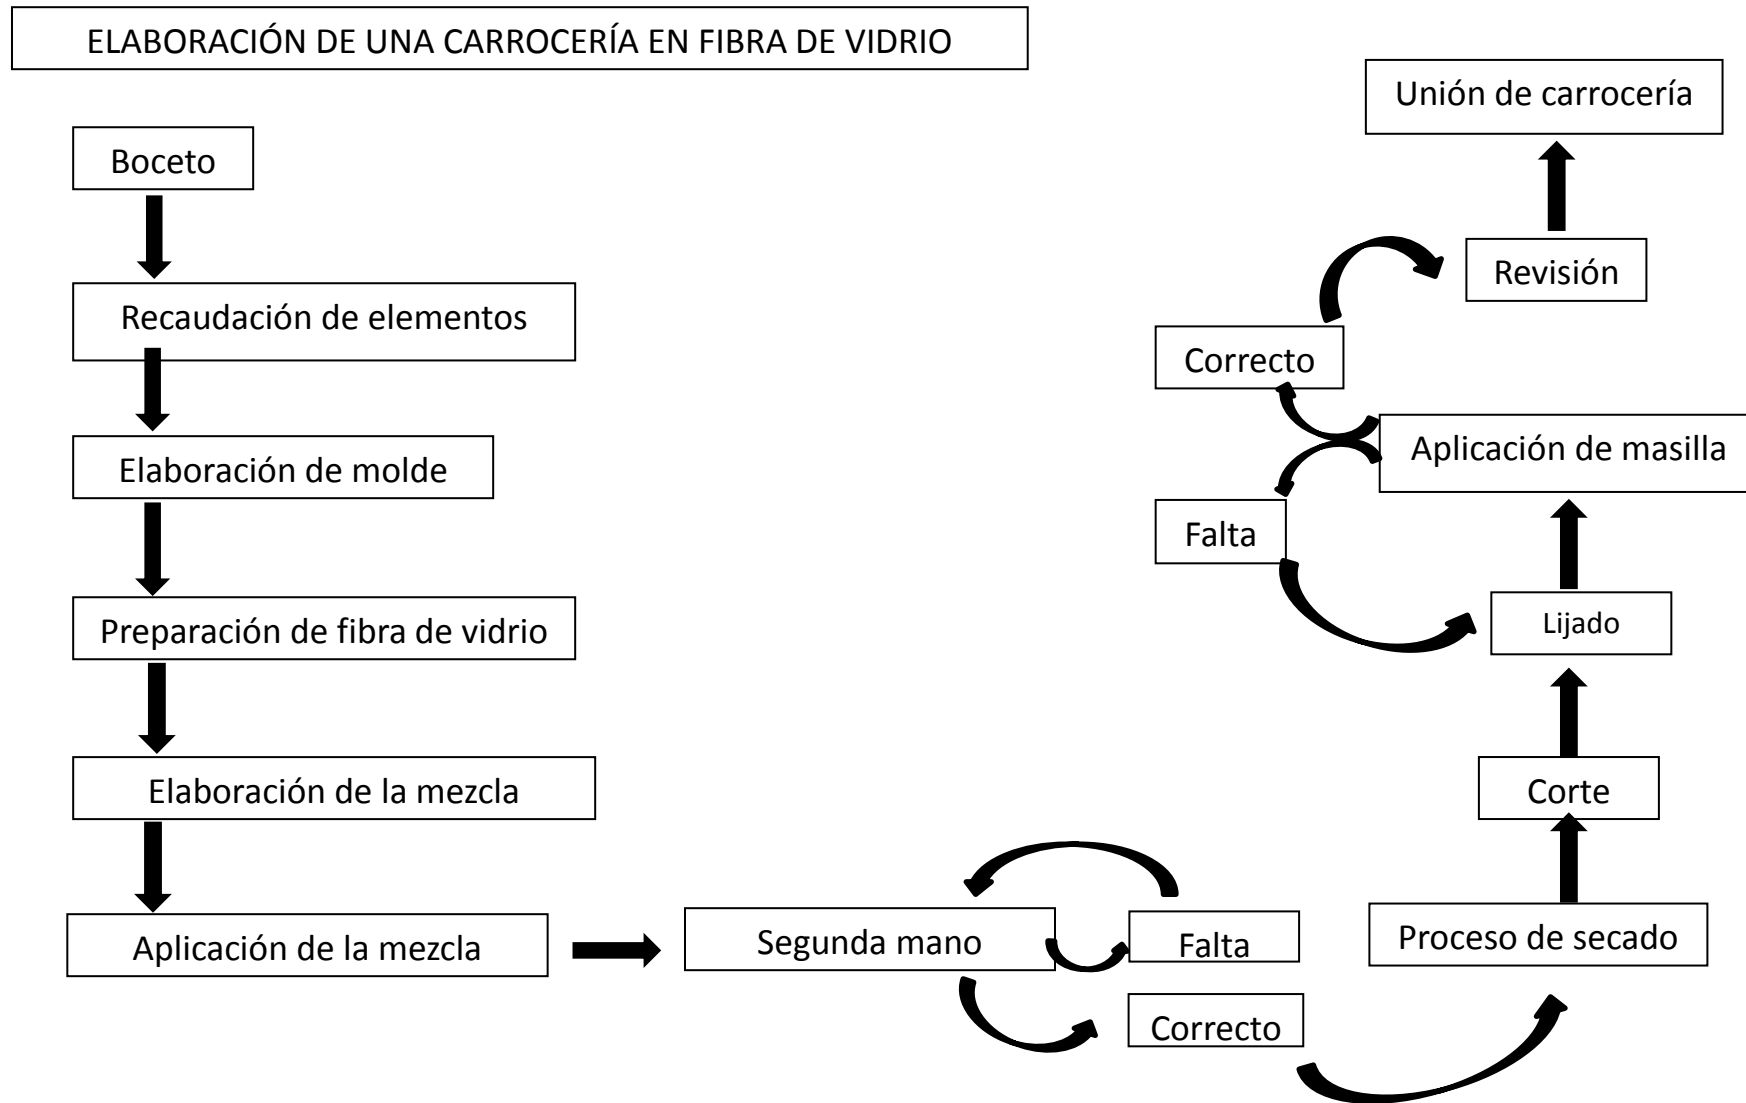 ELABORACIÓN DE UNA CARROCERÍA EN FIBRA DE VIDRIO
Boceto
Recaudación de elementos
Elaboración de molde
Preparación de fibra de vidrio
Elaboración de la mezcla
Aplicación de la mezcla
Segunda mano
Falta
Correcto
Proceso de secado
Corte
Lijado
Aplicación de masilla
Falta
Correcto
Revisión
Unión de carrocería